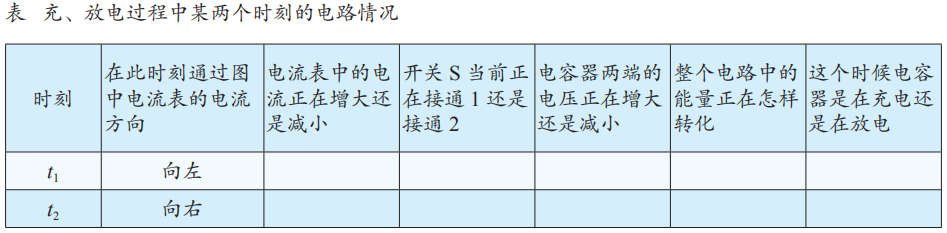 表 充、放电过程中某两个时刻的电路情况
时刻
在此时刻通过图
中电流表的电流
方向
电流表中的电
流正在增大还
是减小
开关 S 当前正
在接通 1 还是
接通 2
电容器两端的
电压正在增大
还是减小
整个电路中的
能量正在怎样
转化
这个时候电容
器是在充电还
是在放电
t₁ 向左
t₂ 向右